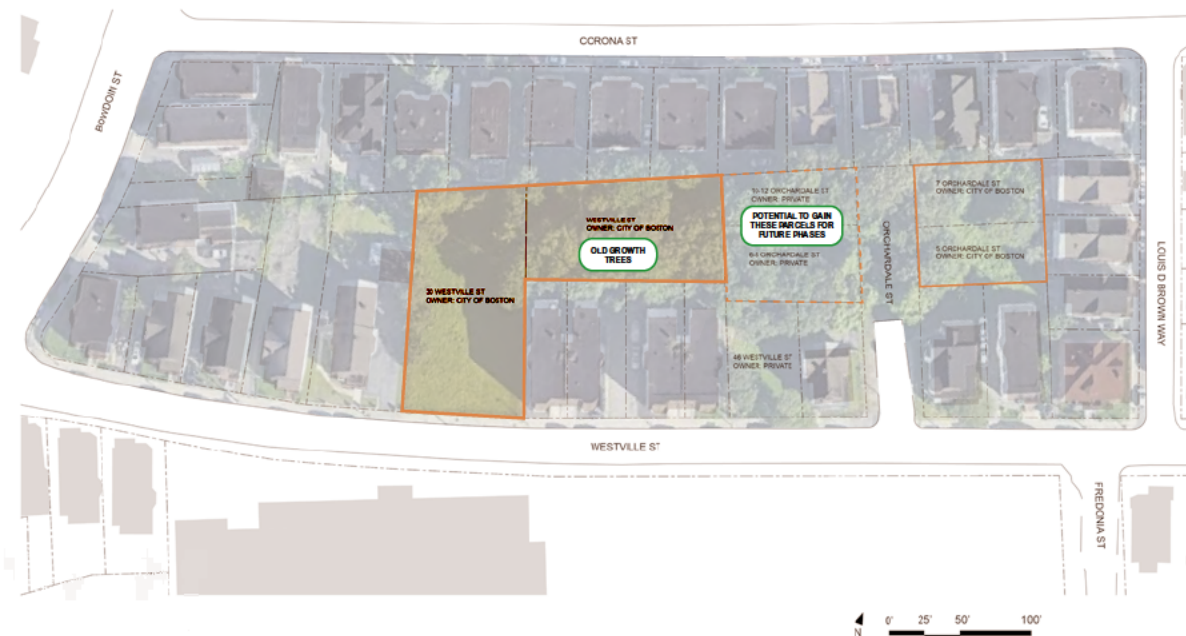 CORONA ST
BOWDOIN ST
10-12 ORCHARDALE ST
OWNER: PRIVATE
7 ORCHARDALE ST
OWNER: CITY OF BOSTON
WESTVILLE ST
OWNER: CITY OF BOSTON
POTENTIAL TO GAIN
THESE PARCELS FOR
FUTURE PHASES
OLD GROWTH
TREES
ORCHARDALE ST
ORCHARDALE ST
OWNER: PRIVATE
5 ORCHARDALE ST
OWNER: CITY OF BOSTON
LOUIS D BROWN WAY
30 WESTVILLE ST
OWNER: CITY OF BOSTON
46 WESTVILLE ST
OWNER: PRIVATE
WESTVILLE ST
FREDONIA ST
N
0' 25' 50' 100'